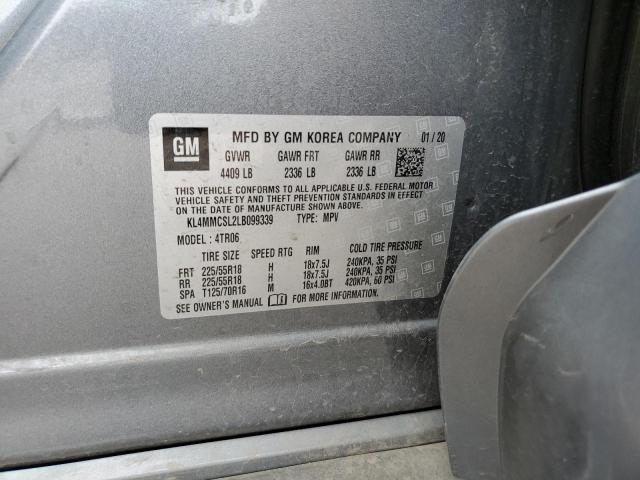 GM MFD BY GM KOREA COMPANY 01/20
GVWR GAWR FRT GAWR RR
4409 LB 2336 LB 2336 LB
THIS VEHICLE CONFORMS TO ALL APPLICABLE U.S. FEDERAL MOTOR
VEHICLE SAFETY AND THEFT PREVENTION STANDARDS IN EFFECT
ON THE DATE OF MANUFACTURE SHOWN ABOVE.
KL4MMCSL2LB099339 TYPE: MPV
MODEL: 4TR06
TIRE SIZE SPEED RTG RIM COLD TIRE PRESSURE
FRT 225/55R18 H 18x7.5J 240KPA, 35 PSI
RR 225/55R18 H 18x7.5J 240KPA, 35 PSI
SPA T125/70R16 M 16x4.0BT 420KPA, 60 PSI
SEE OWNER'S MANUAL FOR MORE INFORMATION.